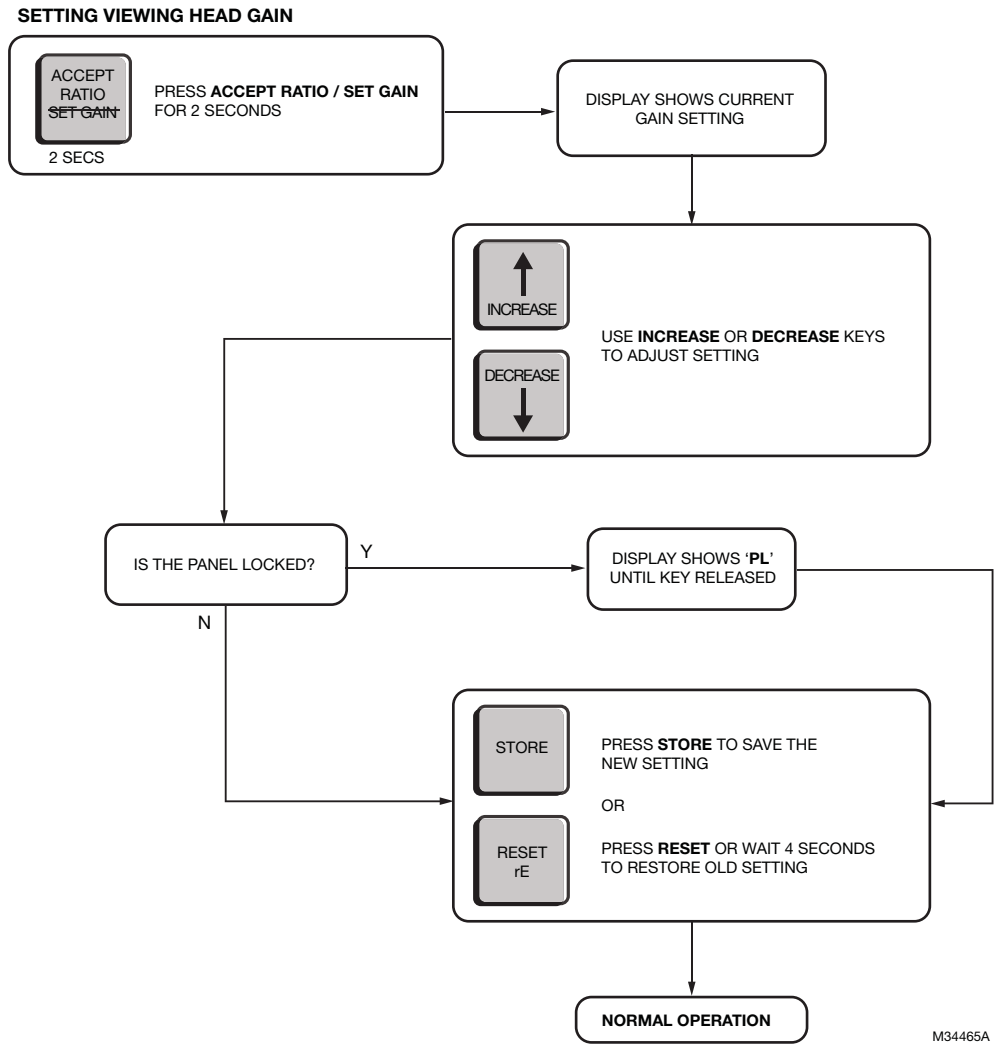 SETTING VIEWING HEAD GAIN
ACCEPT
RATIO
SET GAIN
2 SECS
PRESS ACCEPT RATIO / SET GAIN
FOR 2 SECONDS
DISPLAY SHOWS CURRENT
GAIN SETTING
INCREASE
DECREASE
USE INCREASE OR DECREASE KEYS
TO ADJUST SETTING
IS THE PANEL LOCKED?
Y
N
DISPLAY SHOWS ‘PL’
UNTIL KEY RELEASED
STORE
PRESS STORE TO SAVE THE
NEW SETTING
OR
RESET
rE
PRESS RESET OR WAIT 4 SECONDS
TO RESTORE OLD SETTING
NORMAL OPERATION
M34465A